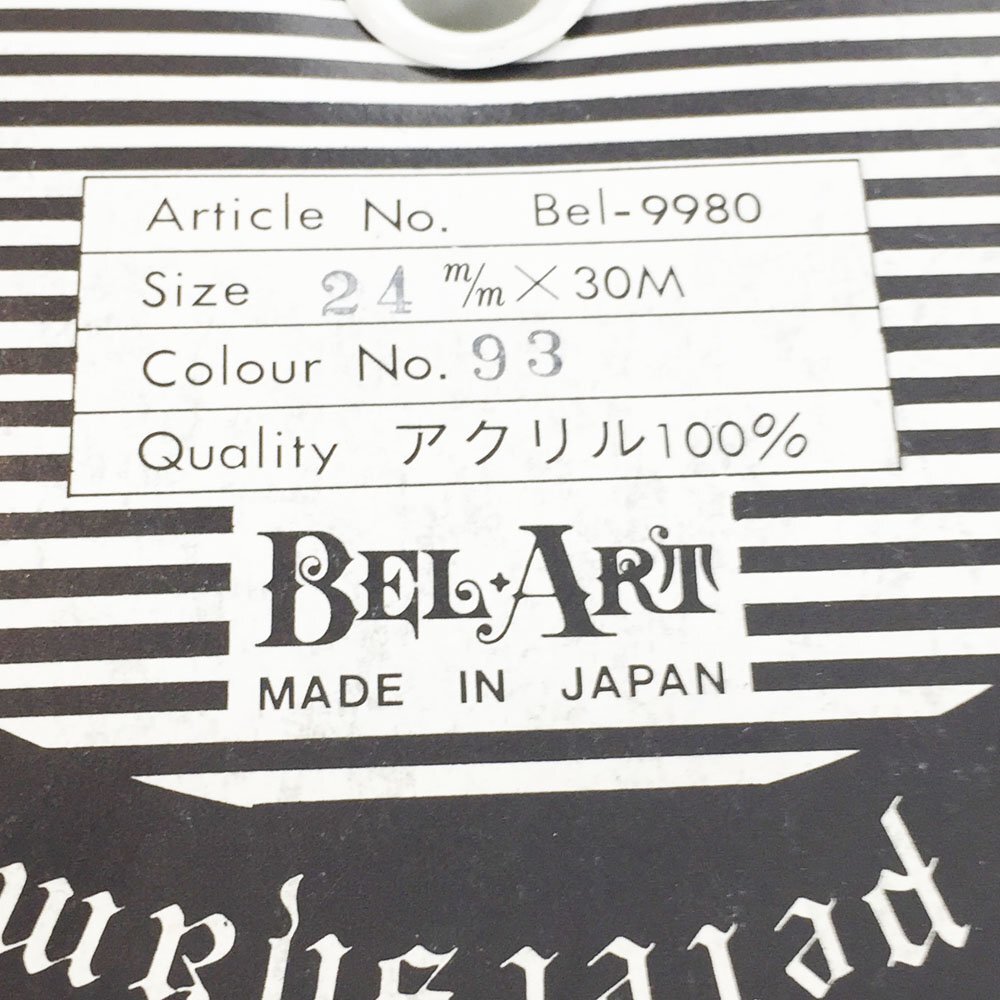 Article No. Bel-9980
Size 24 m/m × 30M
Colour No. 93
Quality アクリル100%
BEL·ART
MADE IN JAPAN